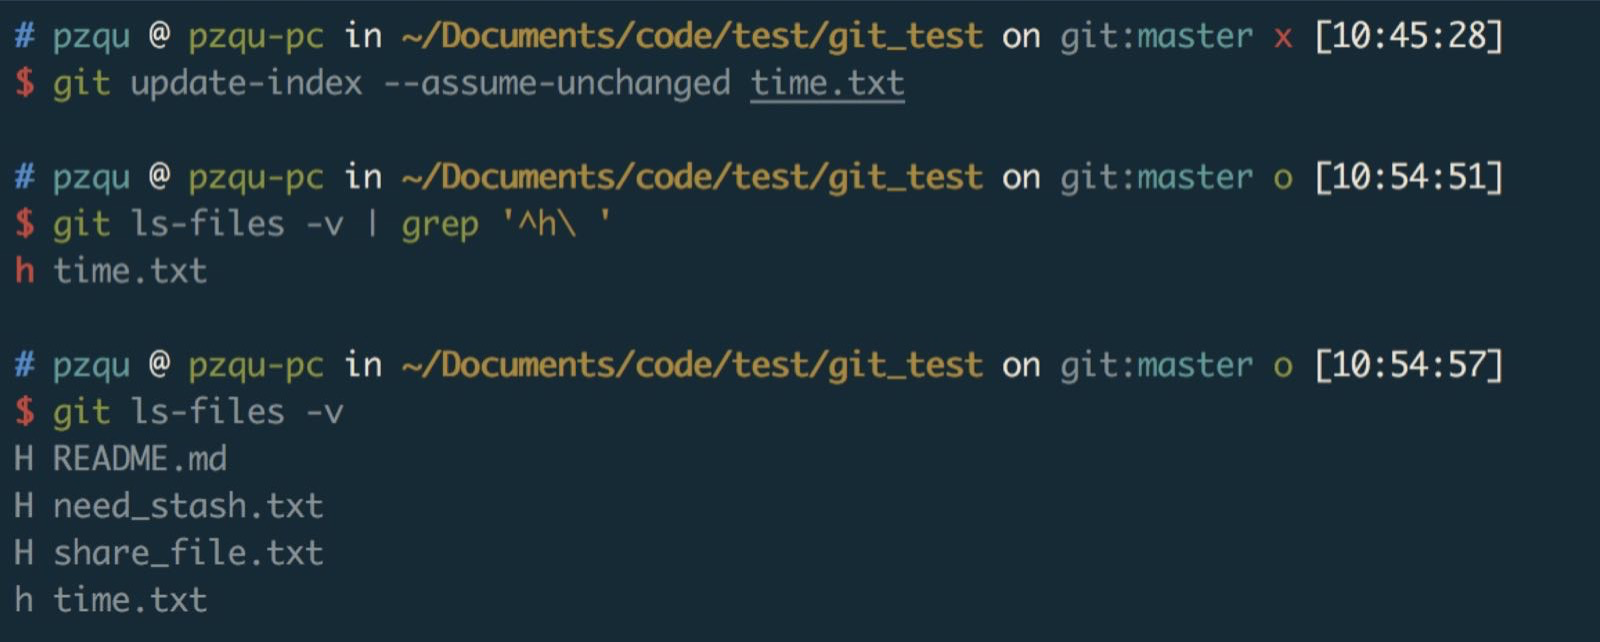 # pzqu @ pzqu-pc in ~/Documents/code/test/git_test on git:master x [10:45:28]
$ git update-index --assume-unchanged time.txt
# pzqu @ pzqu-pc in ~/Documents/code/test/git_test on git:master o [10:54:51]
$ git ls-files -v | grep '^h\ '
h time.txt
# pzqu @ pzqu-pc in ~/Documents/code/test/git_test on git:master o [10:54:57]
$ git ls-files -v
H README.md
H need_stash.txt
H share_file.txt
h time.txt